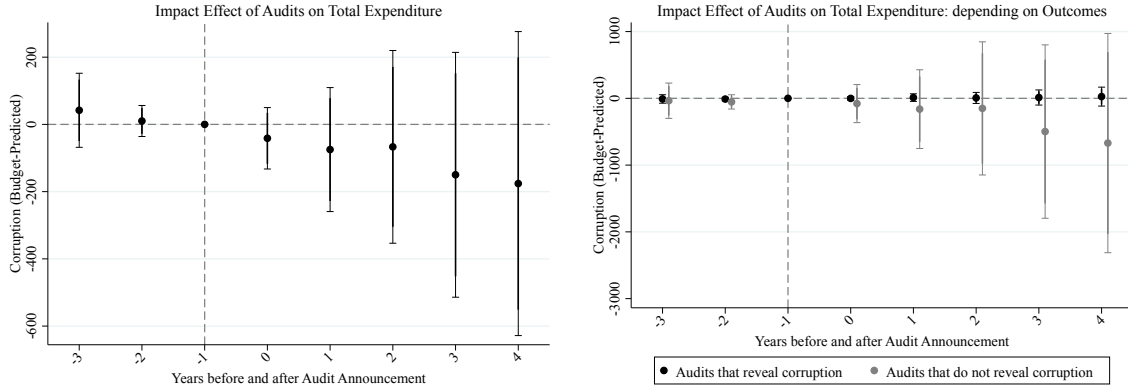 Impact Effect of Audits on Total Expenditure
Corruption (Budget-Predicted)
200
0
-200
-400
-600
-3 -2 -1 0 1 2 3 4
Years before and after Audit Announcement
Impact Effect of Audits on Total Expenditure: depending on Outcomes
Corruption (Budget-Predicted)
1000
0
-1000
-2000
-3000
-3 -2 -1 0 1 2 3 4
Years before and after Audit Announcement
Audits that reveal corruption Audits that do not reveal corruption